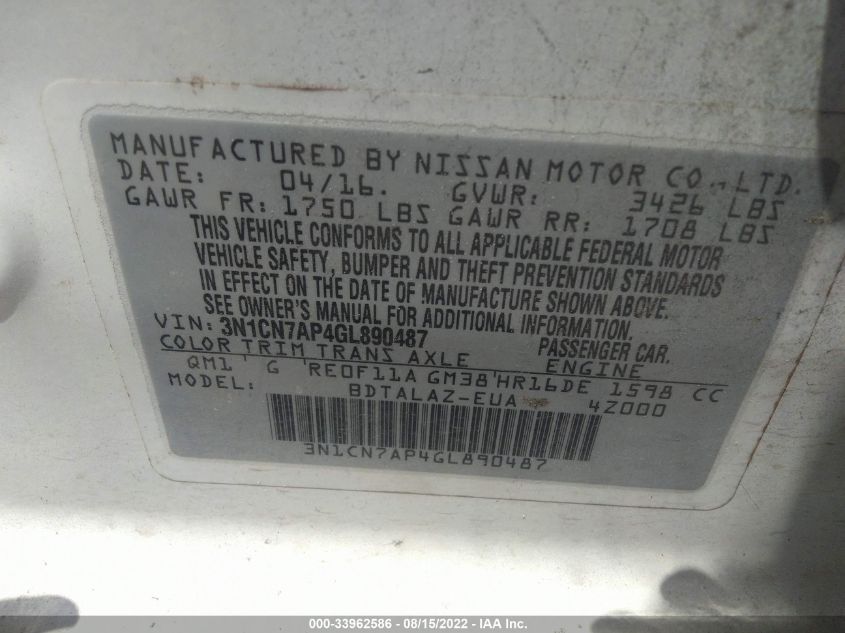 MANUFACTURED BY NISSAN MOTOR CO., LTD.
DATE: 04/16. GVWR: 3426 LBS
GAWR FR: 1750 LBS GAWR RR: 1708 LBS
THIS VEHICLE CONFORMS TO ALL APPLICABLE FEDERAL MOTOR
VEHICLE SAFETY, BUMPER AND THEFT PREVENTION STANDARDS
IN EFFECT ON THE DATE OF MANUFACTURE SHOWN ABOVE.
SEE OWNER'S MANUAL FOR ADDITIONAL INFORMATION.
VIN: 3N1CN7AP4GL890487 PASSENGER CAR.
COLOR TRIM TRANS AXLE ENGINE
QM1 ' G 'RE0F11A GM38'HR16DE 1598 CC
MODEL: BDTALAZ-EUA 4Z000
3N1CN7AP4GL890487
000-33962586 - 08/15/2022 - IAAI.com